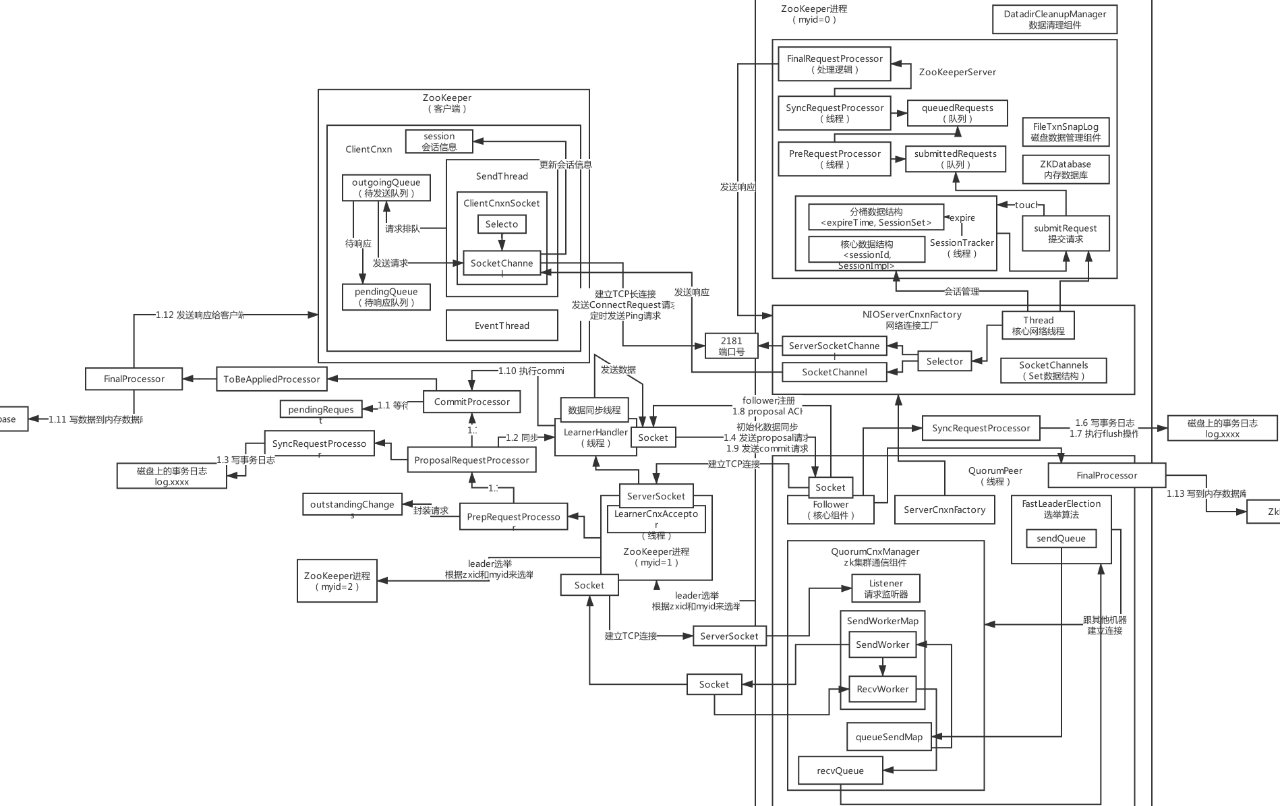 ZooKeeper进程
（myid=0）
DatadirCleanupManager
数据清理组件
FinalRequestProcessor
（处理逻辑）
ZooKeeperServer
SyncRequestProcessor
（线程）
queuedRequests
（队列）
FileTxnSnapLog
磁盘数据管理组件
PreRequestProcessor
（线程）
submittedRequests
（队列）
ZKDatabase
内存数据库
发送响应
分桶数据结构
<expireTime, SessionSet>
expire
核心数据结构
<sessionId,
SessionImpl>
SessionTracker
（线程）
submitRequest
提交请求
会话管理
ZooKeeper
（客户端）
ClientCnxn
session
会话信息
更新会话信息
SendThread
outgoingQueue
（待发送队列）
ClientCnxnSocket
Selecto
请求排队
待响应
发送请求
SocketChanne
l
pendingQueue
（待响应队列）
EventThread
建立TCP长连接
发送ConnectRequest请
定时发送Ping请求
发送响应
2181
端口号
NIOServerCnxnFactory
网络连接工厂
Thread
核心网络线程
ServerSocketChanne
l
Selector
SocketChannel
SocketChannels
（Set数据结构）
1.12 发送响应给客户端
FinalProcessor
ToBeAppliedProcessor
1.10 执行commi
发送数据
base
1.11 写数据到内存数据库
pendingReques
t
1.1 等待
CommitProcessor
数据同步线程
LearnerHandler
（线程）
Socket
follower注册
1.8 proposal ACK
初始化数据同步
1.4 发送proposal请求
1.9 发送commit请求
SyncRequestProcesso
r
1.3 写事务日志
磁盘上的事务日志
log.xxxx
ProposalRequestProcessor
1.2 同步
建立TCP连接
SyncRequestProcessor
1.6 写事务日志
1.7 执行flush操作
磁盘上的事务日志
log.xxxx
QuorumPeer
（线程）
FinalProcessor
1.13 写到内存数据库
Socket
Follower
（核心组件）
ServerCnxnFactory
FastLeaderElection
选举算法
sendQueue
outstandingChange
s
封装请求
PrepRequestProcesso
r
ServerSocket
LearnerCnxAccepto
r
（线程）
ZooKeeper进程
（myid=1）
ZooKeeper进程
（myid=2）
leader选举
根据zxid和myid来选举
Socket
leader选举
根据zxid和myid来选举
建立TCP连接
ServerSocket
Socket
QuorumCnxManager
zk集群通信组件
Listener
请求监听器
SendWorkerMap
SendWorker
RecvWorker
queueSendMap
recvQueue
跟其他机器
建立连接